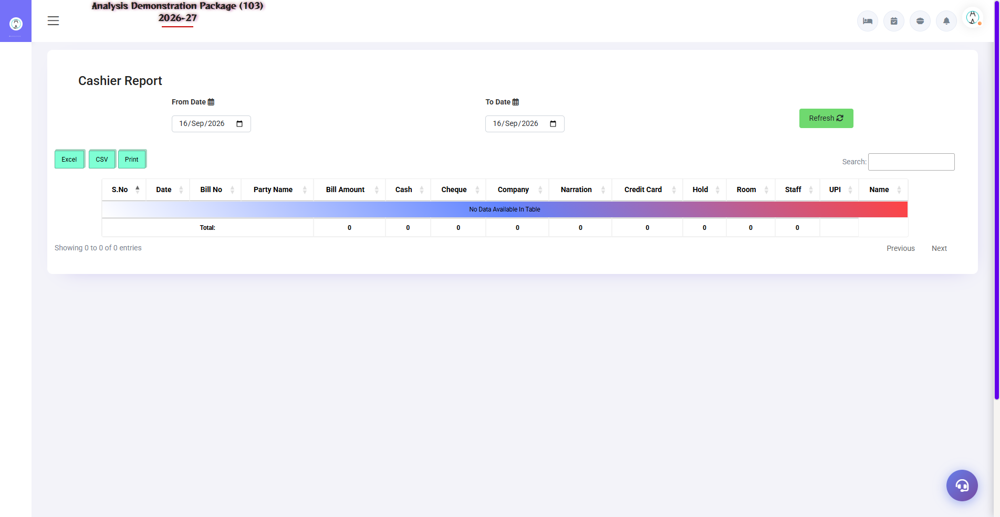 Analysis Demonstration Package (103)
2026-27
Cashier Report
From Date
To Date
16/Sep/2026
16/Sep/2026
Refresh
Excel CSV Print
Search:
S.No Date Bill No Party Name Bill Amount Cash Cheque Company Narration Credit Card Hold Room Staff UPI Name
No Data Available In Table
Total: 0 0 0 0 0 0 0 0 0
Showing 0 to 0 of 0 entries
Previous Next